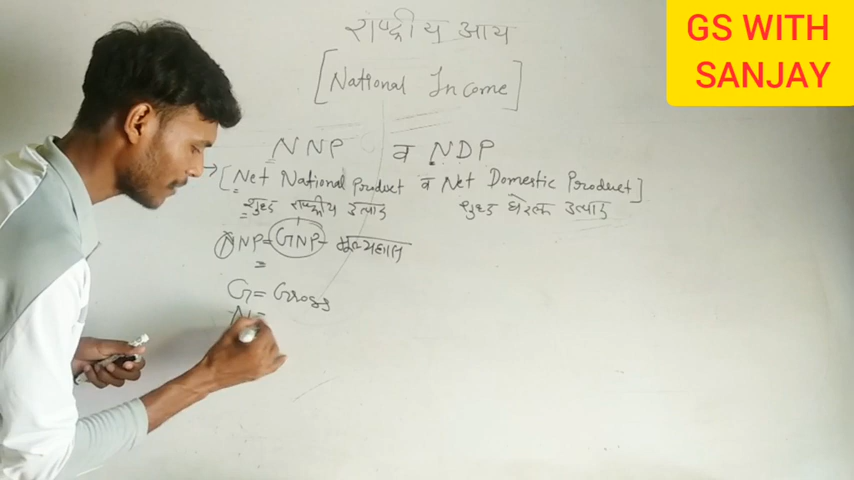 GS WITH
SANJAY
राष्ट्रीय आय
[National Income]
NNP व NDP
→ [Net National Product व Net Domestic Product]
शुद्ध राष्ट्रीय उत्पाद शुद्ध घरेलू उत्पाद
NNP = GNP - मूल्यह्रास
G = Gross
N =